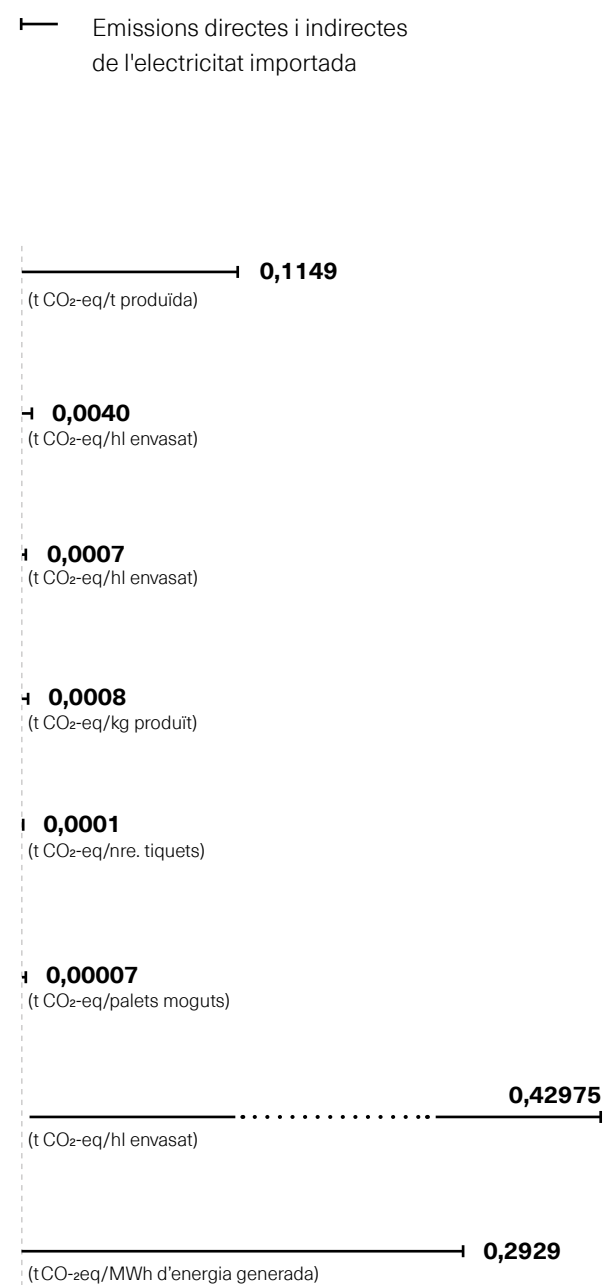 Emissions directes i indirectes
de l'electricitat importada
0,1149
(t CO₂-eq/t produïda)
0,0040
(t CO₂-eq/hl envasat)
0,0007
(t CO₂-eq/hl envasat)
0,0008
(t CO₂-eq/kg produït)
0,0001
(t CO₂-eq/nre. tiquets)
0,00007
(t CO₂-eq/palets moguts)
0,42975
(t CO₂-eq/hl envasat)
0,2929
(tCO-₂eq/MWh d’energia generada)